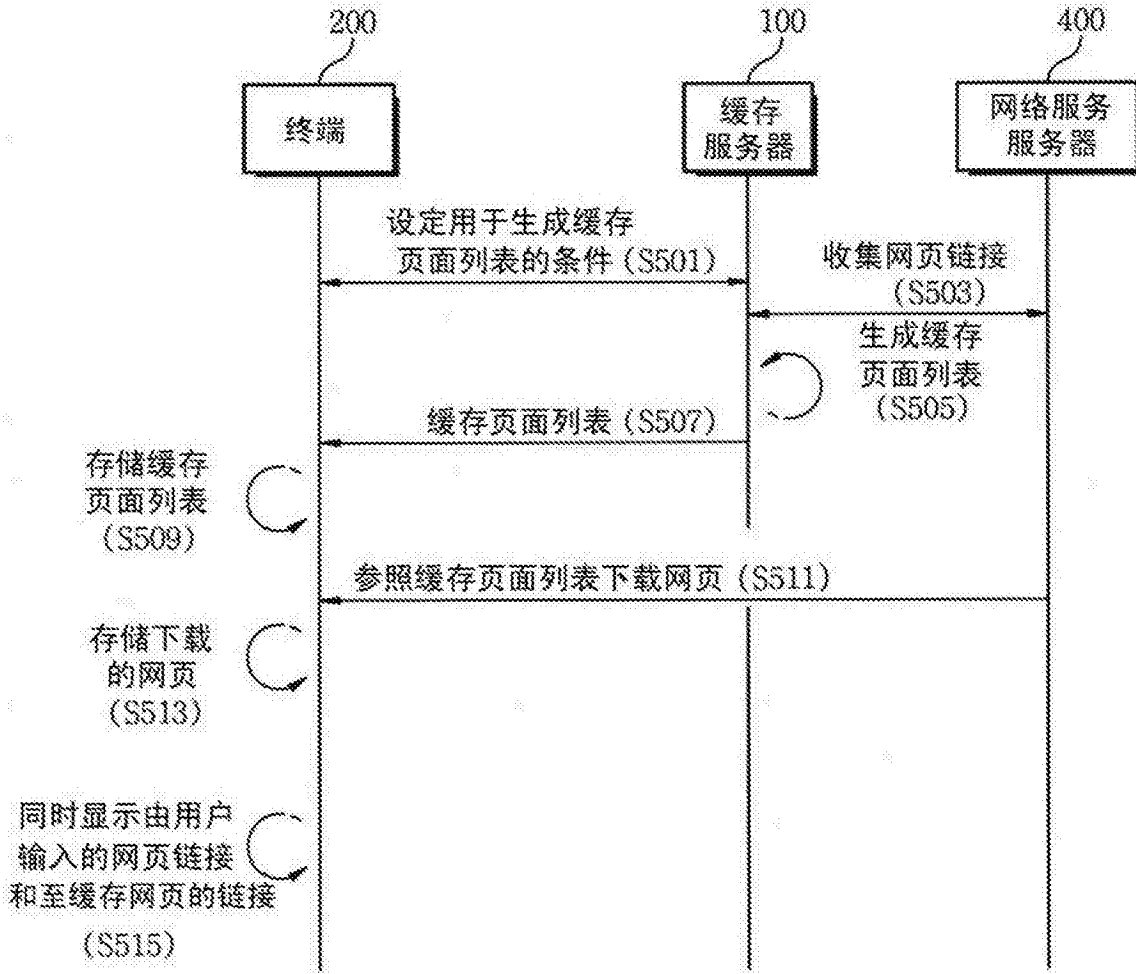 200
100
400
终端
缓存
服务器
网络服务
服务器
设定用于生成缓存
页面列表的条件 (S501)
收集网页链接
(S503)
生成缓存
页面列表
(S505)
缓存页面列表 (S507)
存储缓存
页面列表
(S509)
参照缓存页面列表下载网页 (S511)
存储下载
的网页
(S513)
同时显示由用户
输入的网页链接
和至缓存网页的链接
(S515)